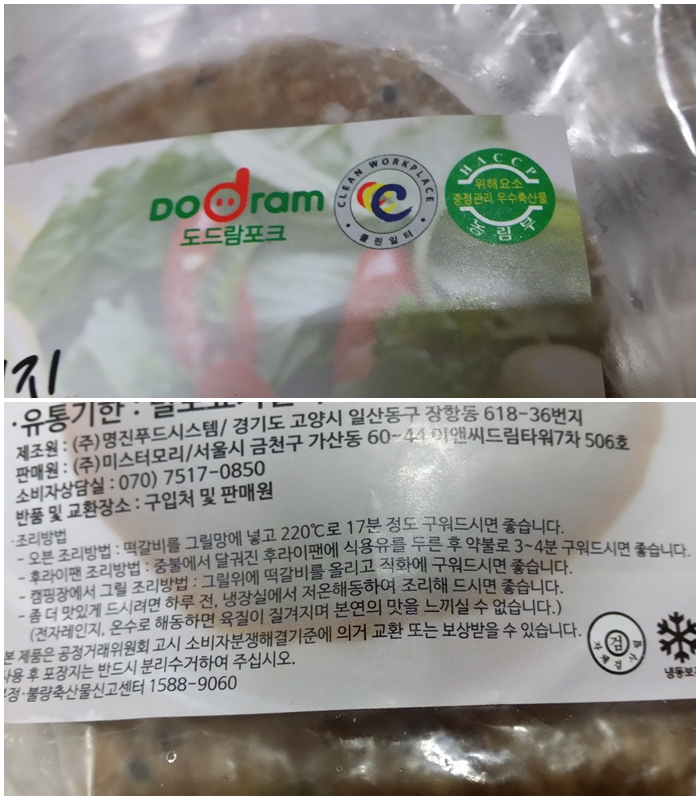 DoDram
도드람포크
CLEAN WORKPLACE
클린일터
HACCP
위해요소
중점관리 우수축산물
농림부
·유통기한 :
제조원 : (주)명진푸드시스템/ 경기도 고양시 일산동구 장항동 618-36번지
판매원 : (주)미스터모리/서울시 금천구 가산동 60-44 이앤씨드림타워7차 506호
소비자상담실 : 070) 7517-0850
반품 및 교환장소 : 구입처 및 판매원
·조리방법
- 오븐 조리방법 : 떡갈비를 그릴망에 넣고 220℃로 17분 정도 구워드시면 좋습니다.
- 후라이팬 조리방법 : 중불에서 달궈진 후라이팬에 식용유를 두른 후 약불로 3~4분 구워드시면 좋습니다.
- 캠핑장에서 그릴 조리방법 : 그릴위에 떡갈비를 올리고 직화에 구워드시면 좋습니다.
- 좀 더 맛있게 드시려면 하루 전, 냉장실에서 저온해동하여 조리해 드시면 좋습니다.
(전자레인지, 온수로 해동하면 육질이 질겨지며 본연의 맛을 느끼실 수 없습니다.)
본 제품은 공정거래위원회 고시 소비자분쟁해결기준에 의거 교환 또는 보상받을 수 있습니다.
사용 후 포장지는 반드시 분리수거하여 주십시오.
부정·불량축산물신고센터 1588-9060
검
자체검사필
냉동보관